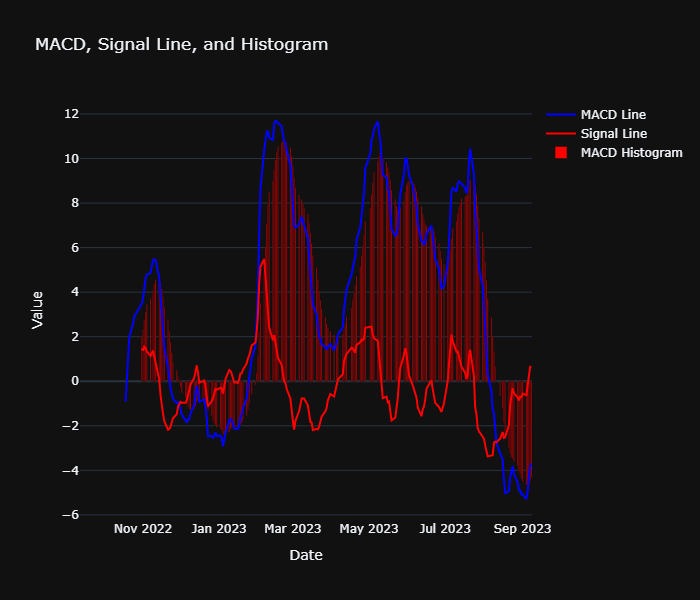 MACD, Signal Line, and Histogram
MACD Line
Signal Line
MACD Histogram
12
10
8
6
4
2
0
−2
−4
−6
Value
Nov 2022
Jan 2023
Mar 2023
May 2023
Jul 2023
Sep 2023
Date